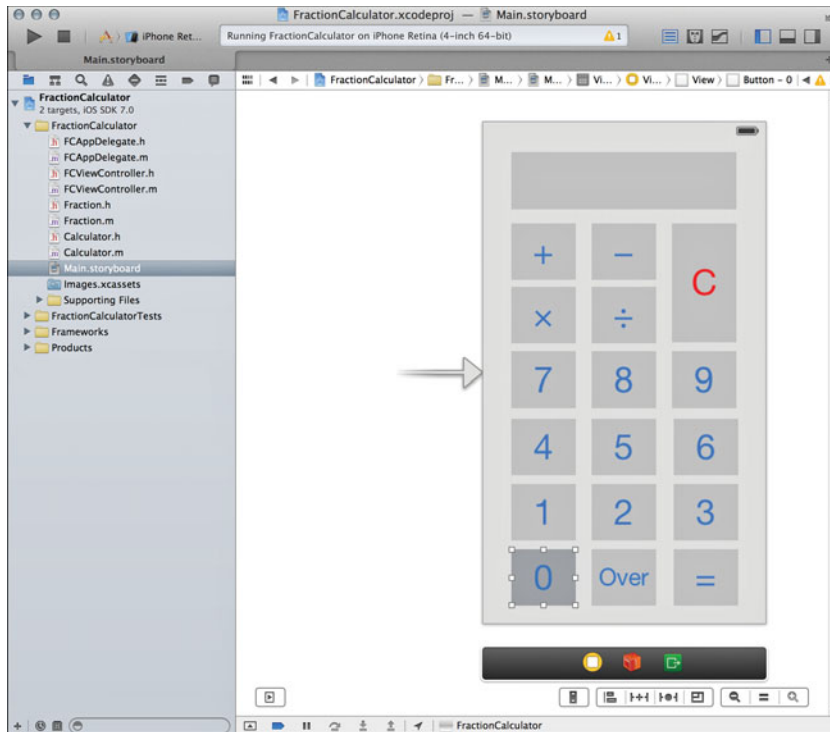 FractionCalculator.xcodeproj — Main.storyboard
iPhone Ret...
Running FractionCalculator on iPhone Retina (4-inch 64-bit)
1
Main.storyboard
FractionCalculator
2 targets, iOS SDK 7.0
FractionCalculator
h FCAppDelegate.h
m FCAppDelegate.m
h FCViewController.h
m FCViewController.m
h Fraction.h
m Fraction.m
h Calculator.h
m Calculator.m
Main.storyboard
Images.xcassets
Supporting Files
FractionCalculatorTests
Frameworks
Products
FractionCalculator
Fr...
M...
M...
Vi...
Vi...
View
Button - 0
+ −
C
× ÷
7 8 9
4 5 6
1 2 3
0 Over =
FractionCalculator